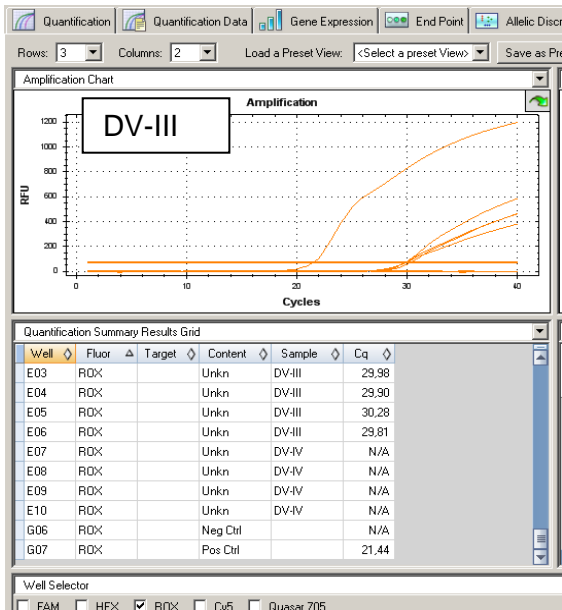 Quantification Quantification Data Gene Expression End Point Allelic Discr
Rows: 3 Columns: 2 Load a Preset View: <Select a preset View> Save as Pre
Amplification Chart
Amplification
DV-III
1200
1000
800
600
400
200
0
RFU
0 10 20 30 40
Cycles
Quantification Summary Results Grid
Well Fluor Target Content Sample Cq
E03 ROX Unkn DV-III 29,98
E04 ROX Unkn DV-III 29,90
E05 ROX Unkn DV-III 30,28
E06 ROX Unkn DV-III 29,81
E07 ROX Unkn DV-IV N/A
E08 ROX Unkn DV-IV N/A
E09 ROX Unkn DV-IV N/A
E10 ROX Unkn DV-IV N/A
G06 ROX Neg Ctrl N/A
G07 ROX Pos Ctrl 21,44
Well Selector
FAM HEX ROX Cy5 Quasar 705